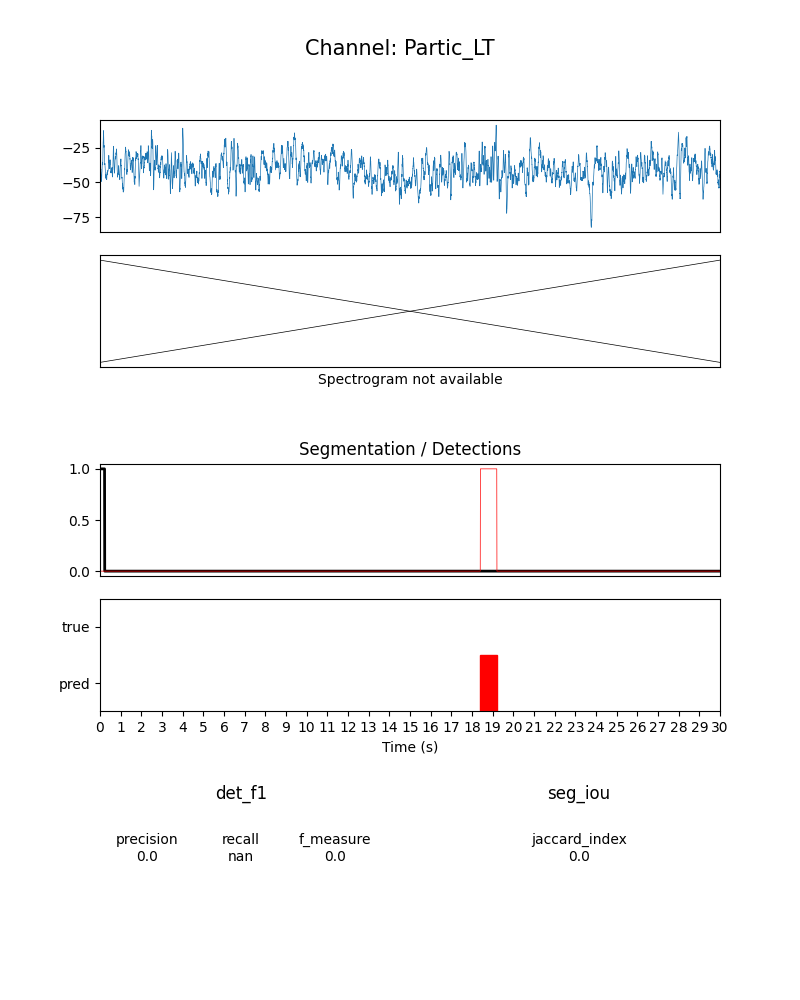 Channel: Partic_LT
−25
−50
−75
Spectrogram not available
Segmentation / Detections
1.0
0.5
0.0
true
pred
0 1 2 3 4 5 6 7 8 9 10 11 12 13 14 15 16 17 18 19 20 21 22 23 24 25 26 27 28 29 30
Time (s)
det_f1 seg_iou
precision recall f_measure jaccard_index
0.0 nan 0.0 0.0